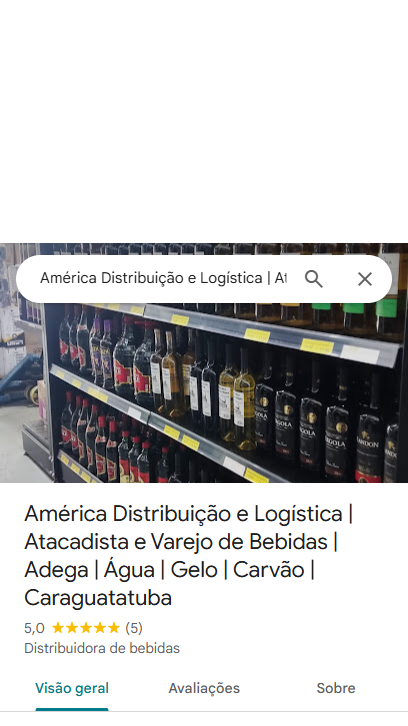 América Distribuição e Logística | At
América Distribuição e Logística |
Atacadista e Varejo de Bebidas |
Adega | Água | Gelo | Carvão |
Caraguatatuba
5,0 ★★★★★ (5)
Distribuidora de bebidas
Visão geral Avaliações Sobre